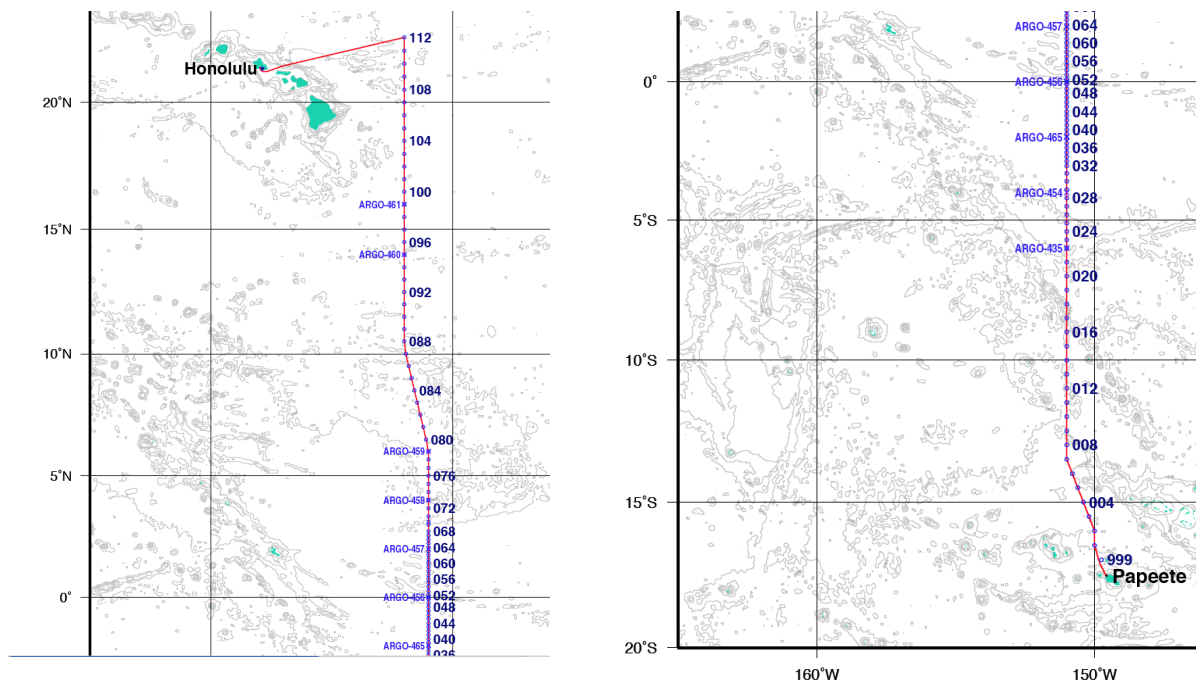 112
Honolulu
108
20°N
104
100
ARGO-461
15°N
096
ARGO-460
092
088
10°N
084
080
ARGO-459
5°N
076
ARGO-458
072
068
ARGO-457
064
060
056
ARGO-456
052
0°
048
044
040
ARGO-465
036
064
ARGO-457
060
056
0°
ARGO-456
052
048
044
040
ARGO-465
036
032
ARGO-454
028
5°S
024
ARGO-435
020
016
10°S
012
008
15°S
004
999
Papeete
20°S
160°W
150°W